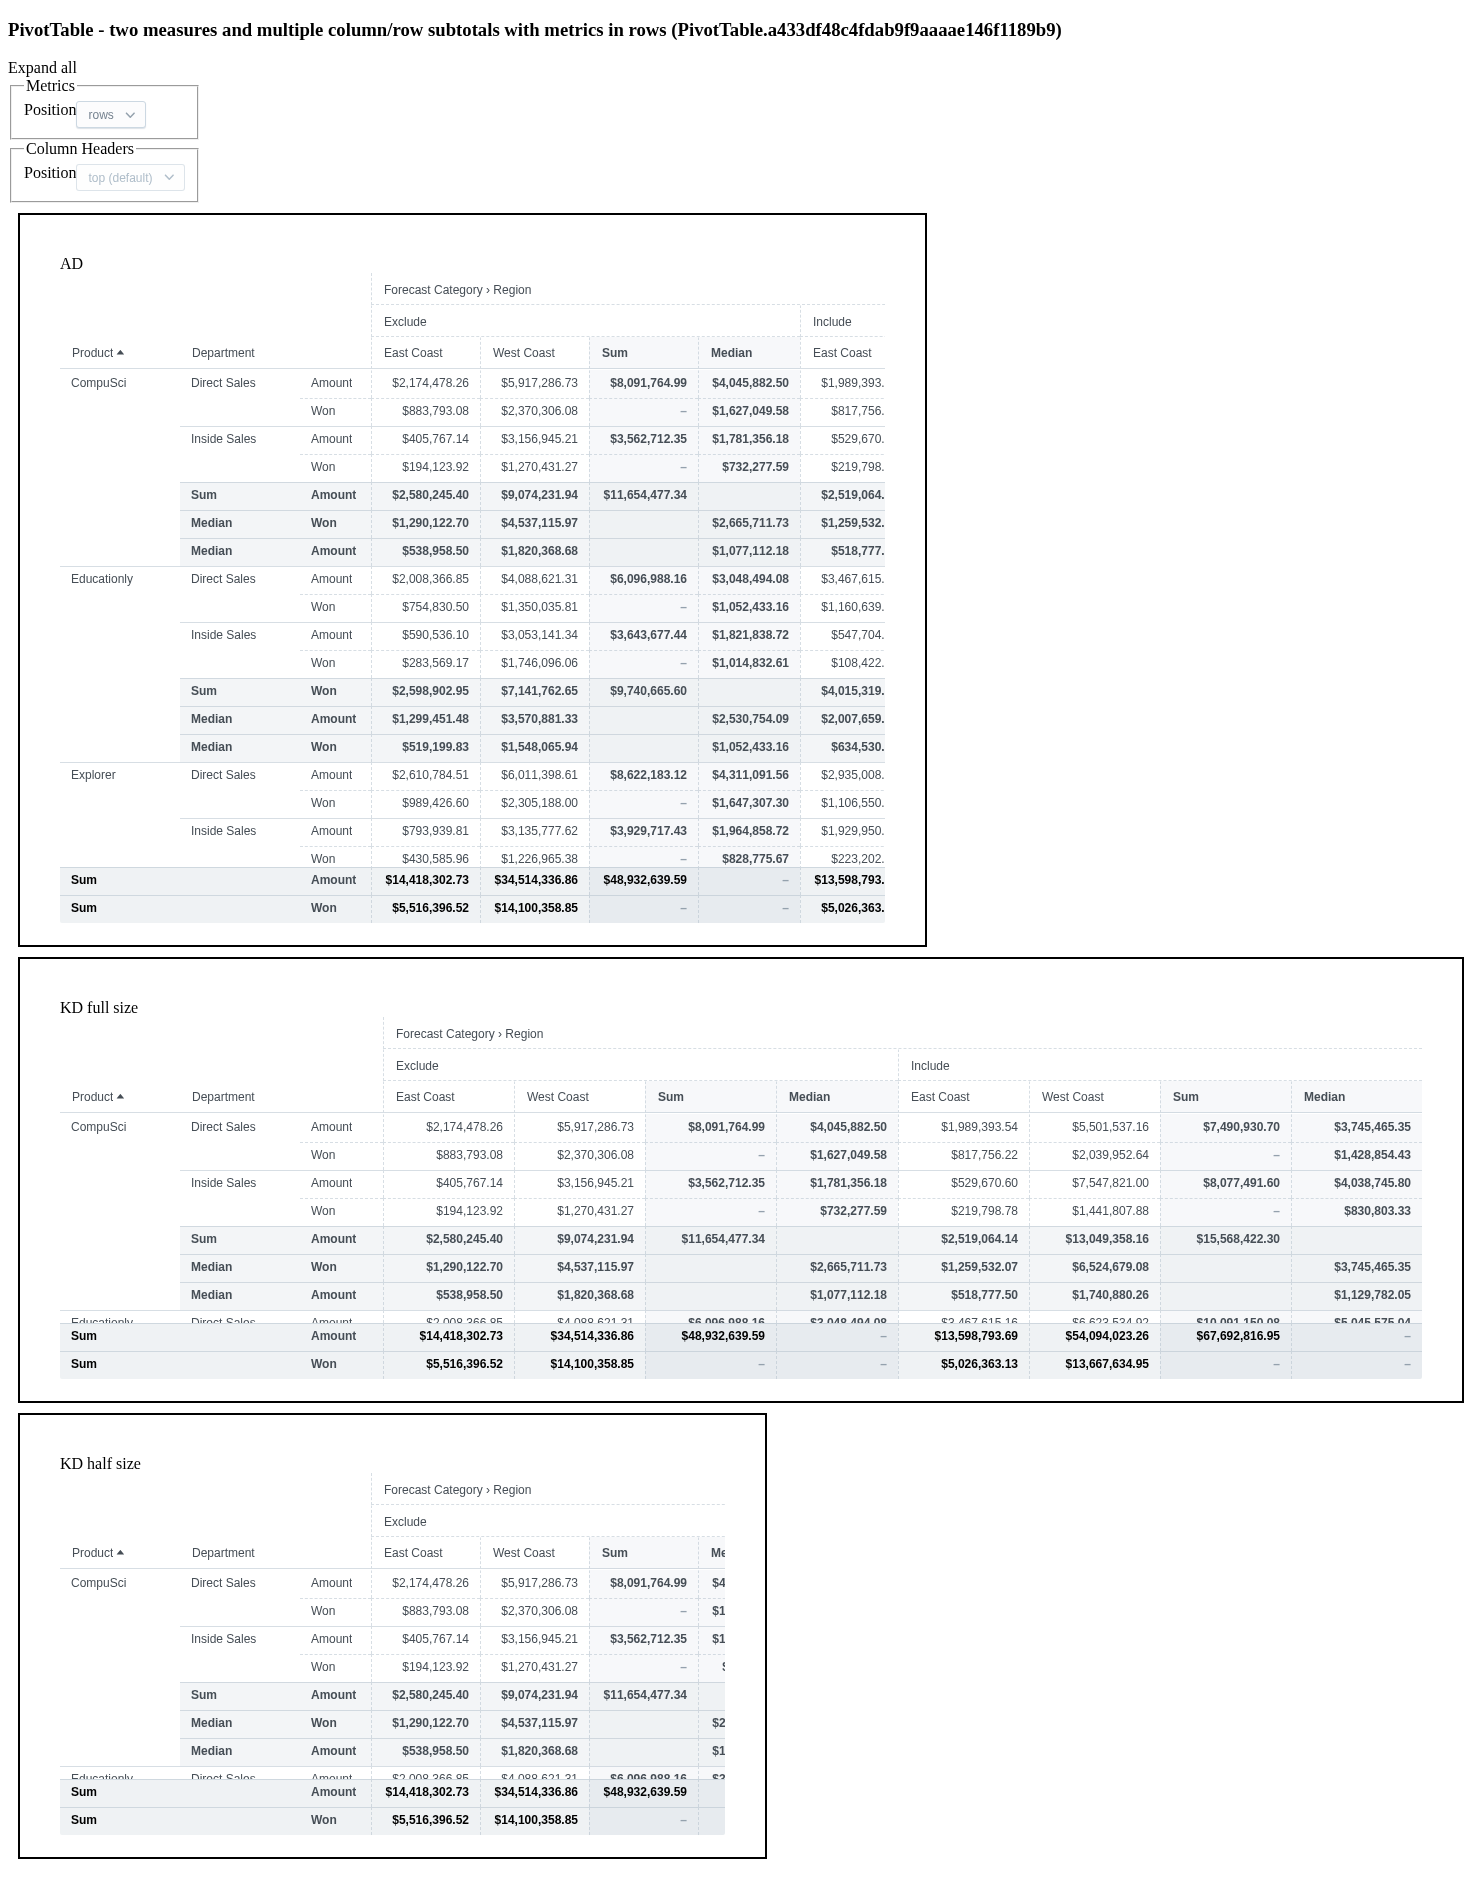 PivotTable - two measures and multiple column/row subtotals with metrics in rows (PivotTable.a433df48c4fdab9f9aaaae146f1189b9)
Expand all
Metrics
Position rows
Column Headers
Position top (default)
AD
Forecast Category › Region
Exclude Include
Product Department East Coast West Coast Sum Median East Coast
CompuSci Direct Sales Amount $2,174,478.26 $5,917,286.73 $8,091,764.99 $4,045,882.50 $1,989,393.
Won $883,793.08 $2,370,306.08 – $1,627,049.58 $817,756.
Inside Sales Amount $405,767.14 $3,156,945.21 $3,562,712.35 $1,781,356.18 $529,670.
Won $194,123.92 $1,270,431.27 – $732,277.59 $219,798.
Sum Amount $2,580,245.40 $9,074,231.94 $11,654,477.34 $2,519,064.
Median Won $1,290,122.70 $4,537,115.97 $2,665,711.73 $1,259,532.
Median Amount $538,958.50 $1,820,368.68 $1,077,112.18 $518,777.
Educationly Direct Sales Amount $2,008,366.85 $4,088,621.31 $6,096,988.16 $3,048,494.08 $3,467,615.
Won $754,830.50 $1,350,035.81 – $1,052,433.16 $1,160,639.
Inside Sales Amount $590,536.10 $3,053,141.34 $3,643,677.44 $1,821,838.72 $547,704.
Won $283,569.17 $1,746,096.06 – $1,014,832.61 $108,422.
Sum Won $2,598,902.95 $7,141,762.65 $9,740,665.60 $4,015,319.
Median Amount $1,299,451.48 $3,570,881.33 $2,530,754.09 $2,007,659.
Median Won $519,199.83 $1,548,065.94 $1,052,433.16 $634,530.
Explorer Direct Sales Amount $2,610,784.51 $6,011,398.61 $8,622,183.12 $4,311,091.56 $2,935,008.
Won $989,426.60 $2,305,188.00 – $1,647,307.30 $1,106,550.
Inside Sales Amount $793,939.81 $3,135,777.62 $3,929,717.43 $1,964,858.72 $1,929,950.
Won $430,585.96 $1,226,965.38 – $828,775.67 $223,202.
Sum Amount $14,418,302.73 $34,514,336.86 $48,932,639.59 – $13,598,793.
Sum Won $5,516,396.52 $14,100,358.85 – – $5,026,363.
KD full size
Forecast Category › Region
Exclude Include
Product Department East Coast West Coast Sum Median East Coast West Coast Sum Median
CompuSci Direct Sales Amount $2,174,478.26 $5,917,286.73 $8,091,764.99 $4,045,882.50 $1,989,393.54 $5,501,537.16 $7,490,930.70 $3,745,465.35
Won $883,793.08 $2,370,306.08 – $1,627,049.58 $817,756.22 $2,039,952.64 – $1,428,854.43
Inside Sales Amount $405,767.14 $3,156,945.21 $3,562,712.35 $1,781,356.18 $529,670.60 $7,547,821.00 $8,077,491.60 $4,038,745.80
Won $194,123.92 $1,270,431.27 – $732,277.59 $219,798.78 $1,441,807.88 – $830,803.33
Sum Amount $2,580,245.40 $9,074,231.94 $11,654,477.34 $2,519,064.14 $13,049,358.16 $15,568,422.30
Median Won $1,290,122.70 $4,537,115.97 $2,665,711.73 $1,259,532.07 $6,524,679.08 $3,745,465.35
Median Amount $538,958.50 $1,820,368.68 $1,077,112.18 $518,777.50 $1,740,880.26 $1,129,782.05
Educationly Direct Sales Amount $2,008,366.85 $4,088,621.31 $6,096,988.16 $3,048,494.08
Sum Amount $14,418,302.73 $34,514,336.86 $48,932,639.59 – $13,598,793.69 $54,094,023.26 $67,692,816.95 –
Sum Won $5,516,396.52 $14,100,358.85 – – $5,026,363.13 $13,667,634.95 – –
KD half size
Forecast Category › Region
Exclude
Product Department East Coast West Coast Sum Me
CompuSci Direct Sales Amount $2,174,478.26 $5,917,286.73 $8,091,764.99 $4
Won $883,793.08 $2,370,306.08 – $1
Inside Sales Amount $405,767.14 $3,156,945.21 $3,562,712.35 $1
Won $194,123.92 $1,270,431.27 – $
Sum Amount $2,580,245.40 $9,074,231.94 $11,654,477.34
Median Won $1,290,122.70 $4,537,115.97 $2
Median Amount $538,958.50 $1,820,368.68 $1
Educationly Direct Sales Amount $2,008,366.85 $4,088,621.31 $6,096,988.16 $3
Sum Amount $14,418,302.73 $34,514,336.86 $48,932,639.59
Sum Won $5,516,396.52 $14,100,358.85 –